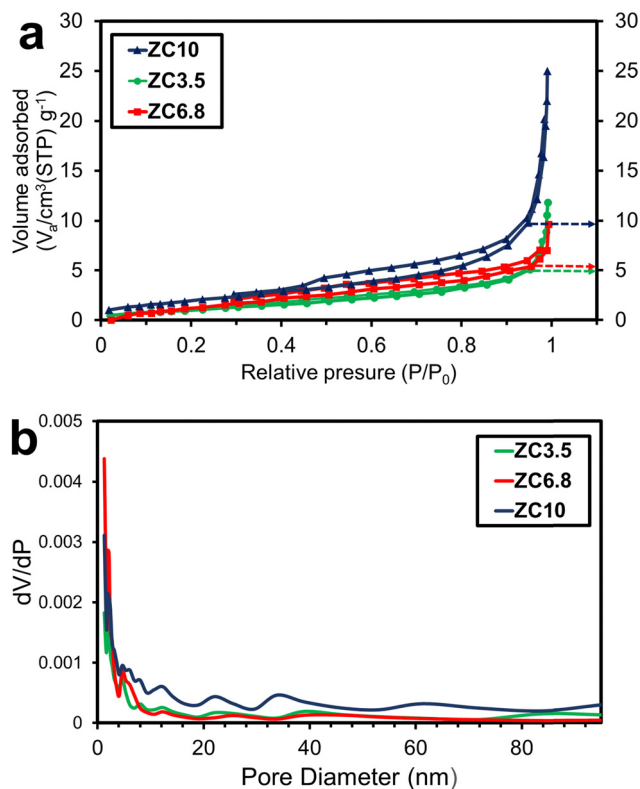 a
ZC10
ZC3.5
ZC6.8
Volume adsorbed
(Va/cm³(STP) g⁻¹)
30
25
20
15
10
5
0
30
25
20
15
10
5
0
0
0.2
0.4
0.6
0.8
1
Relative presure (P/P₀)
b
ZC3.5
ZC6.8
ZC10
dV/dP
0.005
0.004
0.003
0.002
0.001
0
0
20
40
60
80
Pore Diameter (nm)